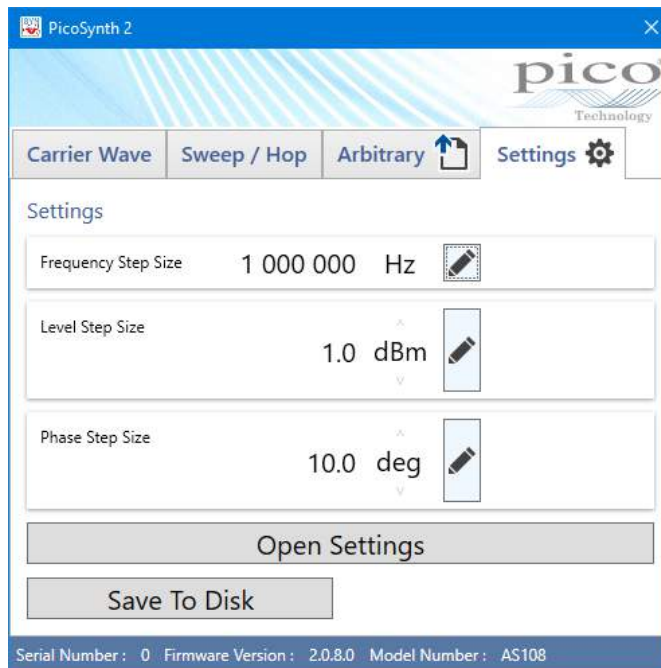 PicoSynth 2
pico
Technology
Carrier Wave Sweep / Hop Arbitrary Settings
Settings
Frequency Step Size 1 000 000 Hz
Level Step Size
1.0 dBm
Phase Step Size
10.0 deg
Open Settings
Save To Disk
Serial Number : 0 Firmware Version : 2.0.8.0 Model Number : AS108